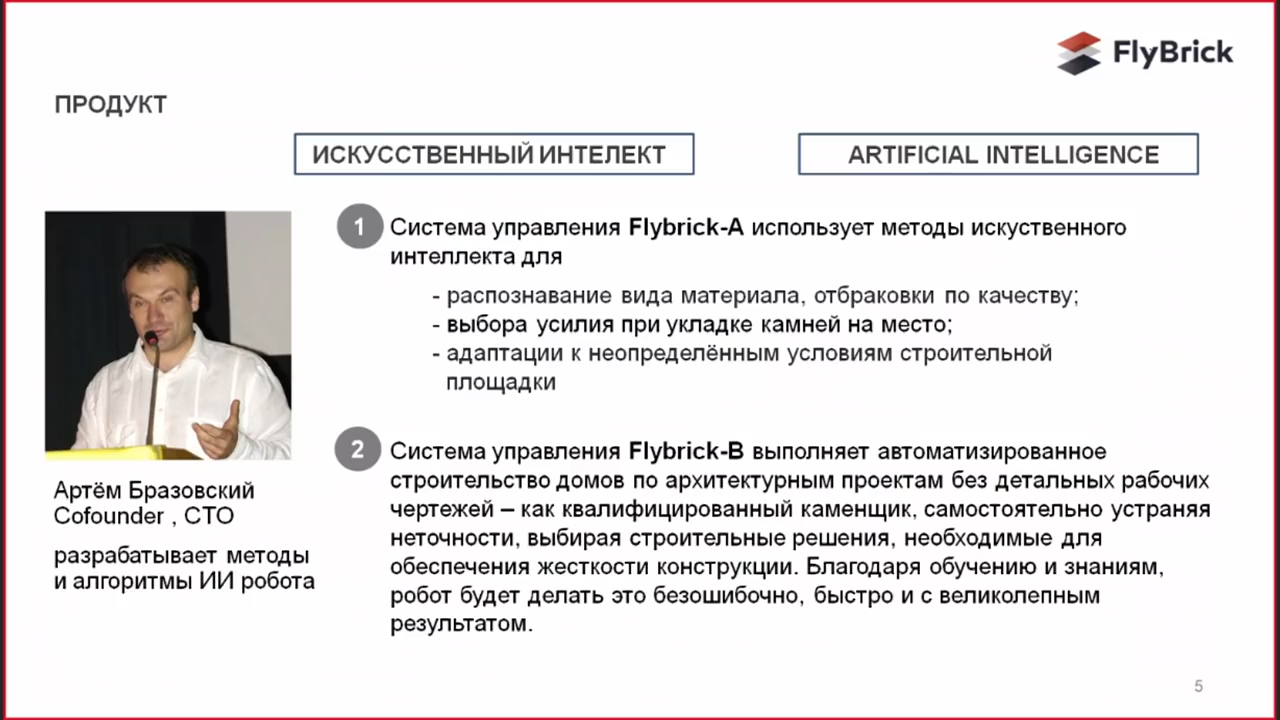 FlyBrick
ПРОДУКТ
ИСКУССТВЕННЫЙ ИНТЕЛЕКТ
ARTIFICIAL INTELLIGENCE
1
Система управления Flybrick-A использует методы искуственного
интеллекта для
- распознавание вида материала, отбраковки по качеству;
- выбора усилия при укладке камней на место;
- адаптации к неопределённым условиям строительной
площадки
2
Система управления Flybrick-B выполняет автоматизированное
строительство домов по архитектурным проектам без детальных рабочих
чертежей – как квалифицированный каменщик, самостоятельно устраняя
неточности, выбирая строительные решения, необходимые для
обеспечения жесткости конструкции. Благодаря обучению и знаниям,
робот будет делать это безошибочно, быстро и с великолепным
результатом.
Артём Бразовский
Cofounder , CTO
разрабатывает методы
и алгоритмы ИИ робота
5